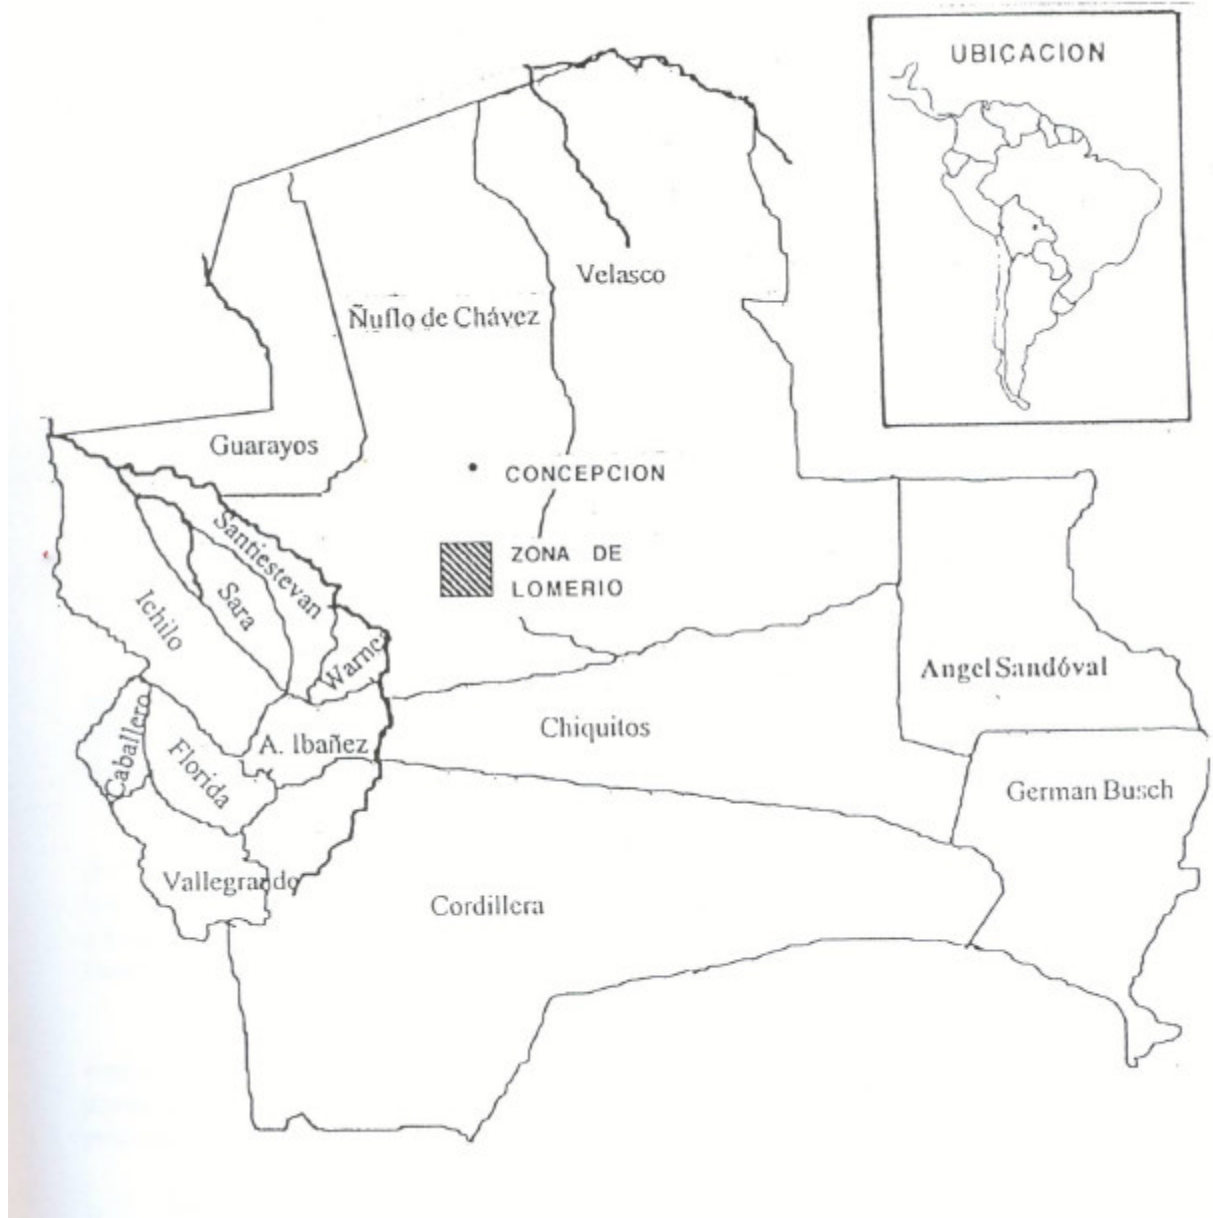 UBICACION
Velasco
Ñuflo de Chávez
Guarayos
CONCEPCION
Santiestevan
ZONA DE
LOMERIO
Sara
Ichilo
Warnes
Angel Sandóval
Caballero
Florida
A. Ibañez
Chiquitos
German Busch
Vallegrando
Cordillera